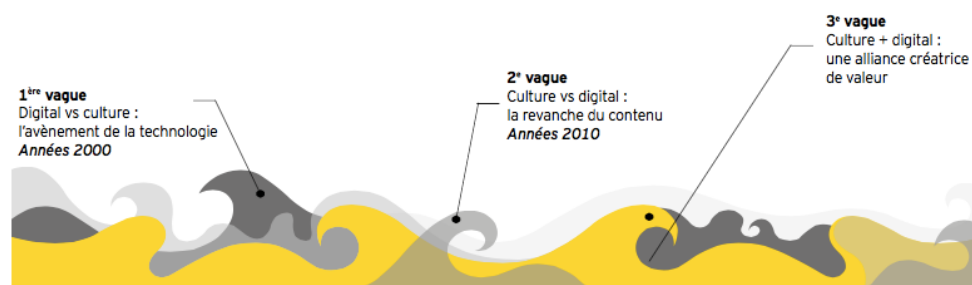 1ère vague
Digital vs culture :
l'avènement de la technologie
Années 2000
2e vague
Culture vs digital :
la revanche du contenu
Années 2010
3e vague
Culture + digital :
une alliance créatrice
de valeur